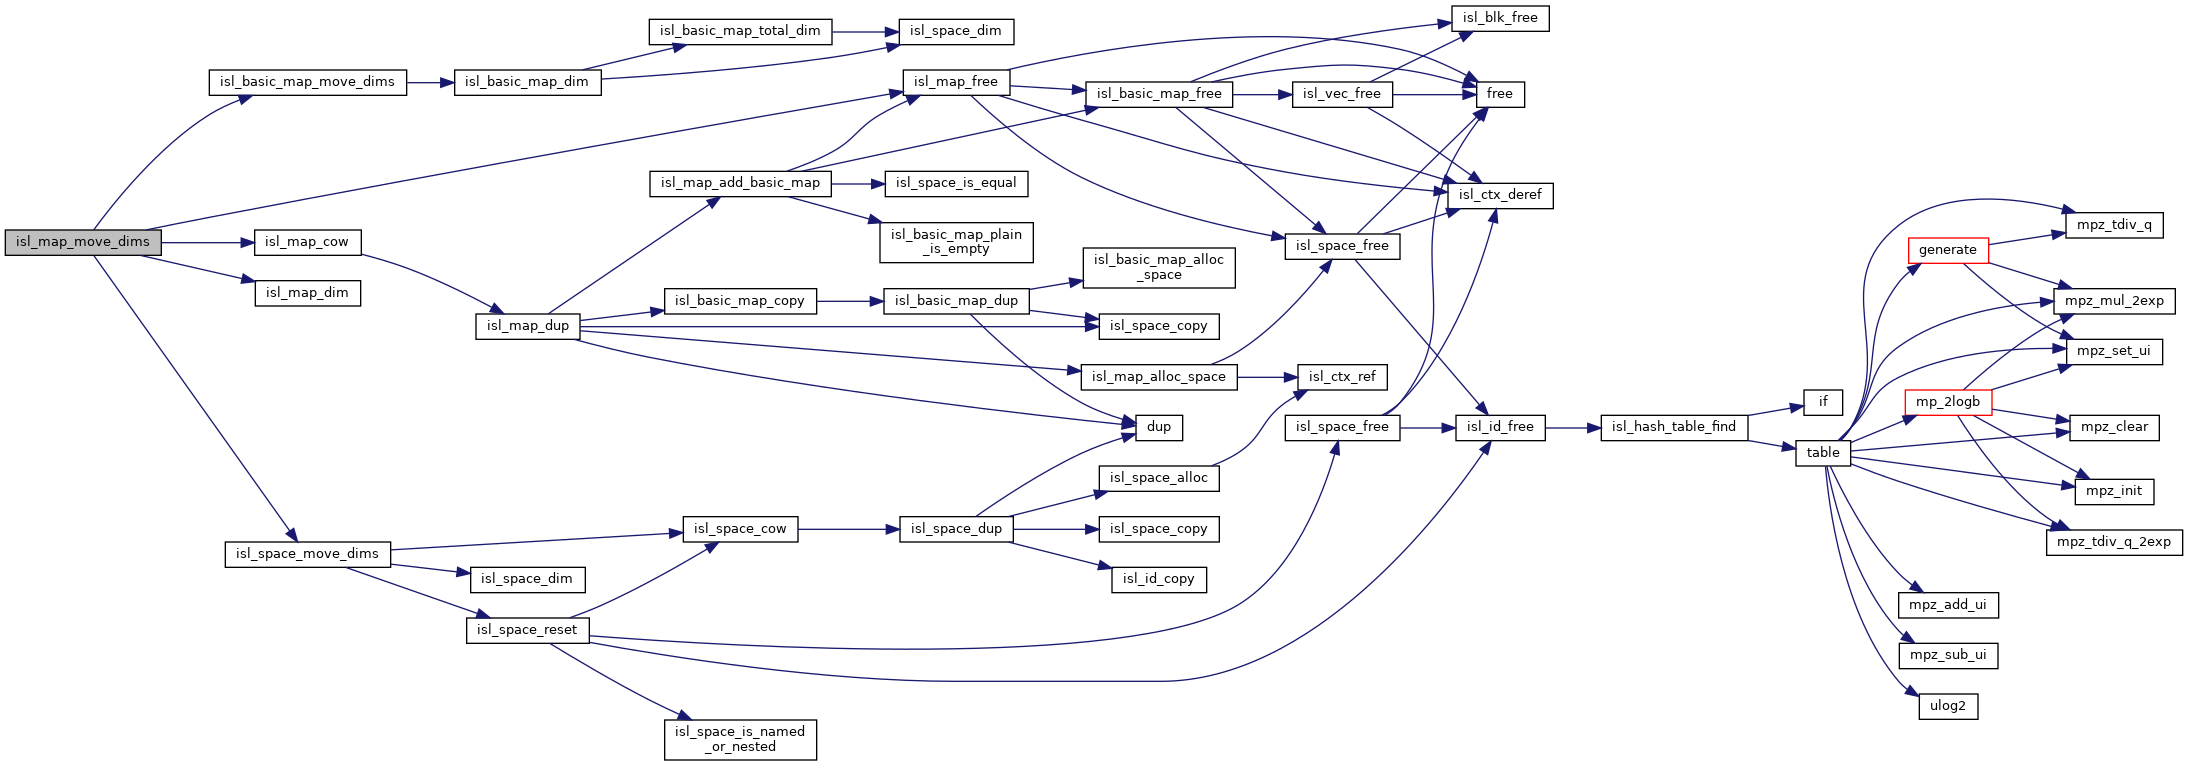 isl_map_move_dims
isl_basic_map_move_dims
isl_map_cow
isl_map_dim
isl_space_move_dims
isl_basic_map_dim
isl_map_dup
isl_space_dim
isl_space_reset
isl_basic_map_total_dim
isl_map_add_basic_map
isl_basic_map_copy
isl_space_cow
isl_space_is_named
_or_nested
isl_space_dim
isl_map_free
isl_space_is_equal
isl_basic_map_plain
_is_empty
isl_basic_map_dup
isl_space_dup
isl_basic_map_free
isl_basic_map_alloc
_space
isl_space_copy
isl_map_alloc_space
dup
isl_space_alloc
isl_space_copy
isl_id_copy
isl_vec_free
isl_space_free
isl_ctx_ref
isl_space_free
isl_blk_free
free
isl_ctx_deref
isl_id_free
isl_hash_table_find
if
table
generate
mp_2logb
mpz_add_ui
mpz_sub_ui
ulog2
mpz_tdiv_q
mpz_mul_2exp
mpz_set_ui
mpz_clear
mpz_init
mpz_tdiv_q_2exp